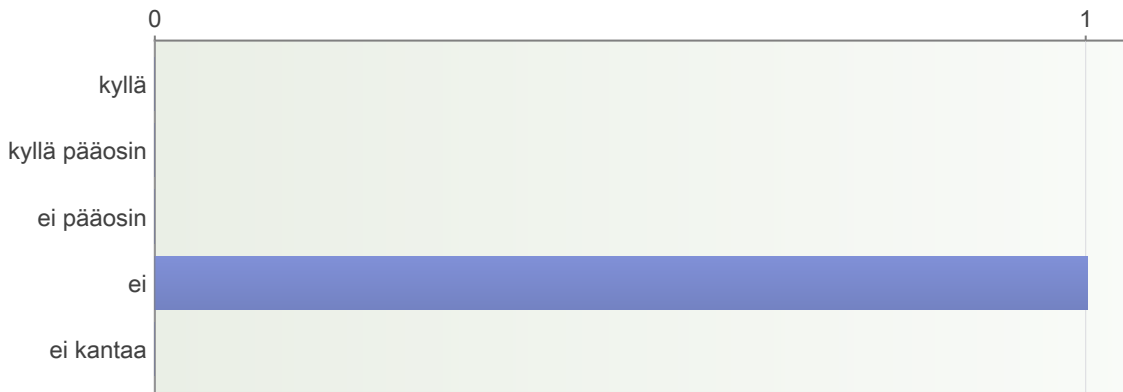 0 1
kyllä
kyllä pääosin
ei pääosin
ei
ei kantaa